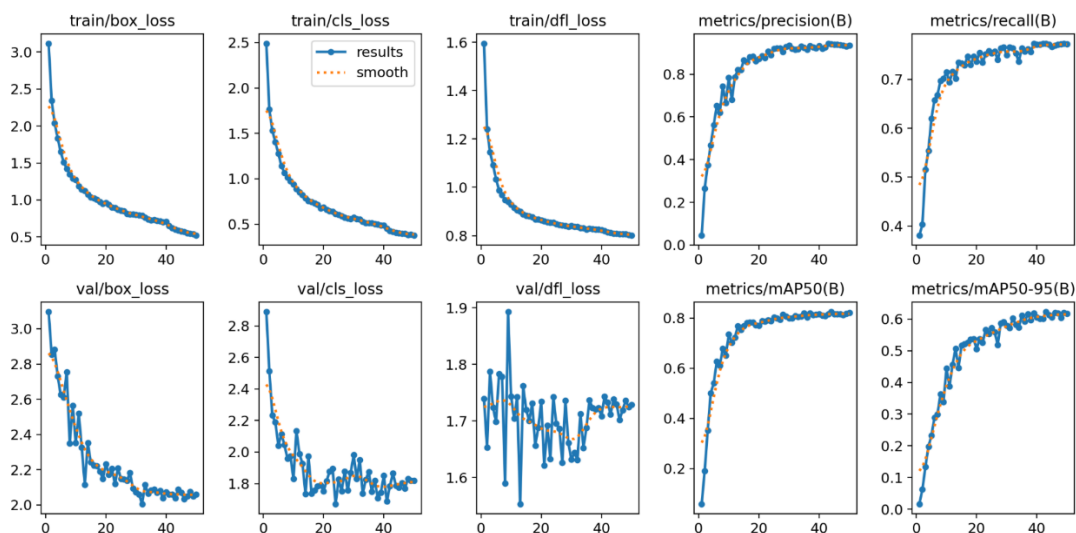 train/box_loss
train/cls_loss
train/dfl_loss
metrics/precision(B)
metrics/recall(B)
3.0
2.5
2.0
1.5
1.0
0.5
0 20 40
2.5
2.0
1.5
1.0
0.5
results
smooth
0 20 40
1.6
1.4
1.2
1.0
0.8
0 20 40
0.8
0.6
0.4
0.2
0.0
0 20 40
0.7
0.6
0.5
0.4
0 20 40
val/box_loss
val/cls_loss
val/dfl_loss
metrics/mAP50(B)
metrics/mAP50-95(B)
3.0
2.8
2.6
2.4
2.2
2.0
0 20 40
2.8
2.6
2.4
2.2
2.0
1.8
0 20 40
1.9
1.8
1.7
1.6
0 20 40
0.8
0.6
0.4
0.2
0 20 40
0.6
0.5
0.4
0.3
0.2
0.1
0.0
0 20 40